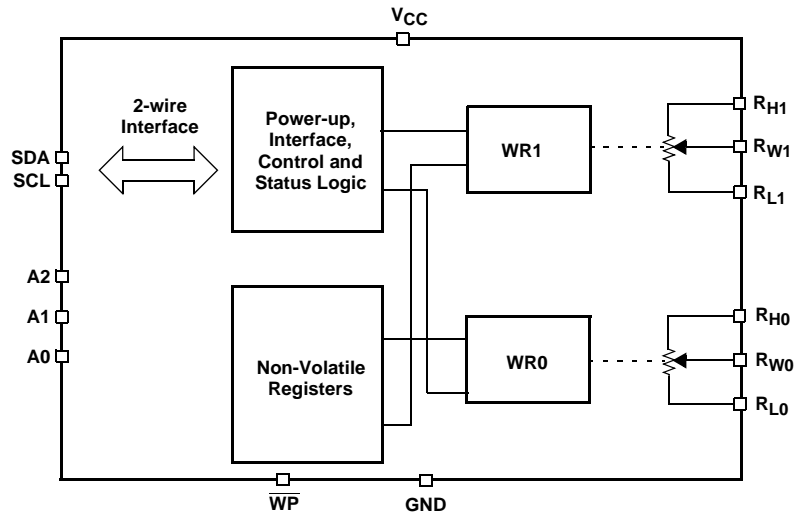 VCC
2-wire
Interface
Power-up,
Interface,
Control and
Status Logic
WR1
RH1
RW1
RL1
SDA
SCL
A2
A1
A0
Non-Volatile
Registers
WR0
RH0
RW0
RL0
WP
GND